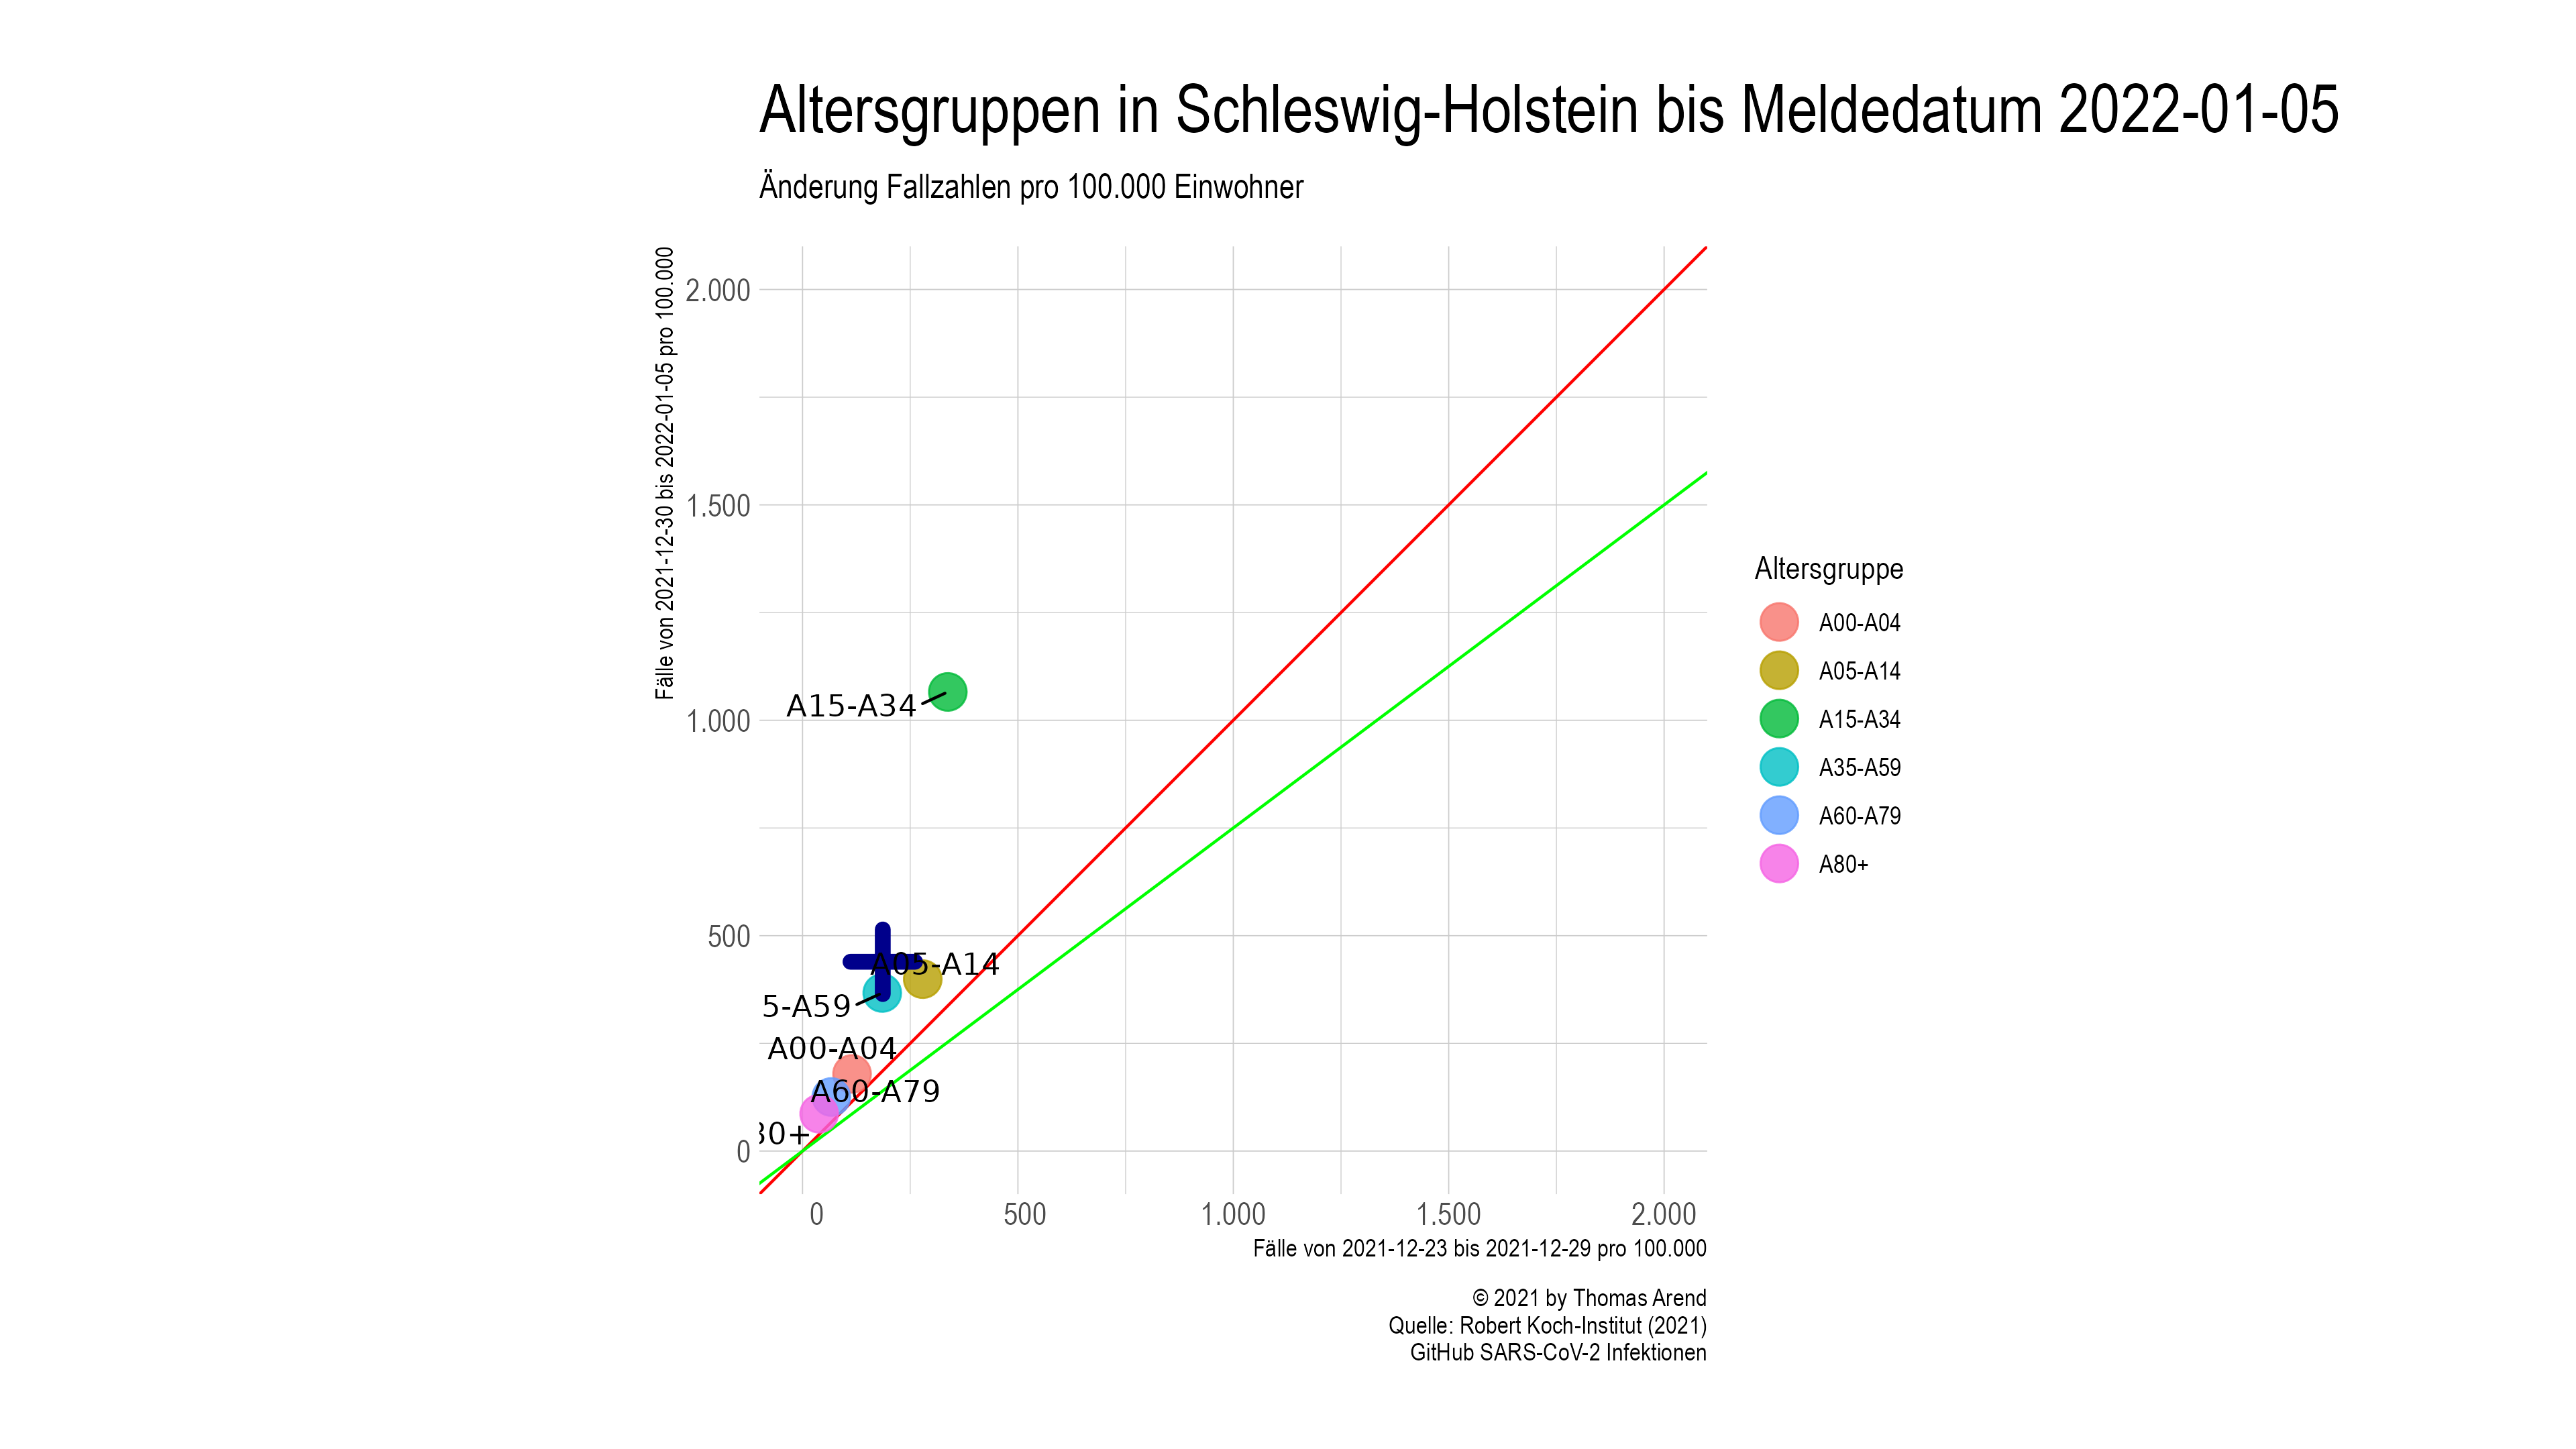 Altersgruppen in Schleswig-Holstein bis Meldedatum 2022-01-05
Änderung Fallzahlen pro 100.000 Einwohner
Fälle von 2021-12-30 bis 2022-01-05 pro 100.000
2.000
1.500
1.000
500
0
A15-A34
A05-A14
5-A59
A00-A04
A60-A79
80+
0
500
1.000
1.500
2.000
Fälle von 2021-12-23 bis 2021-12-29 pro 100.000
Altersgruppe
A00-A04
A05-A14
A15-A34
A35-A59
A60-A79
A80+
© 2021 by Thomas Arend
Quelle: Robert Koch-Institut (2021)
GitHub SARS-CoV-2 Infektionen